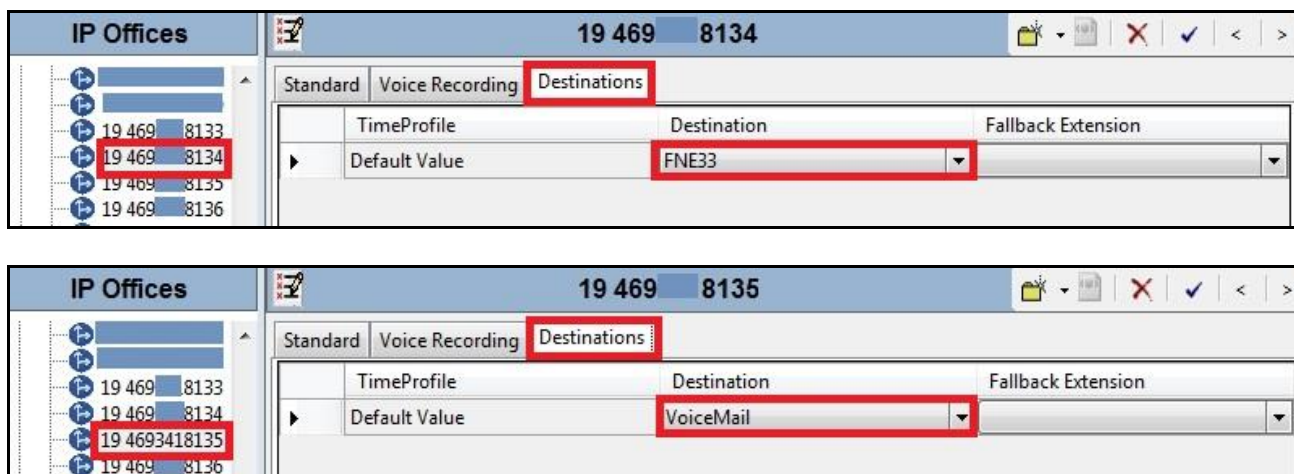 IP Offices
19 469 8134
19 469 8133
19 469 8134
19 469 8135
19 469 8136
Standard Voice Recording Destinations
TimeProfile Destination Fallback Extension
Default Value FNE33
IP Offices
19 469 8135
19 469 8133
19 469 8134
19 4693418135
19 469 8136
Standard Voice Recording Destinations
TimeProfile Destination Fallback Extension
Default Value VoiceMail